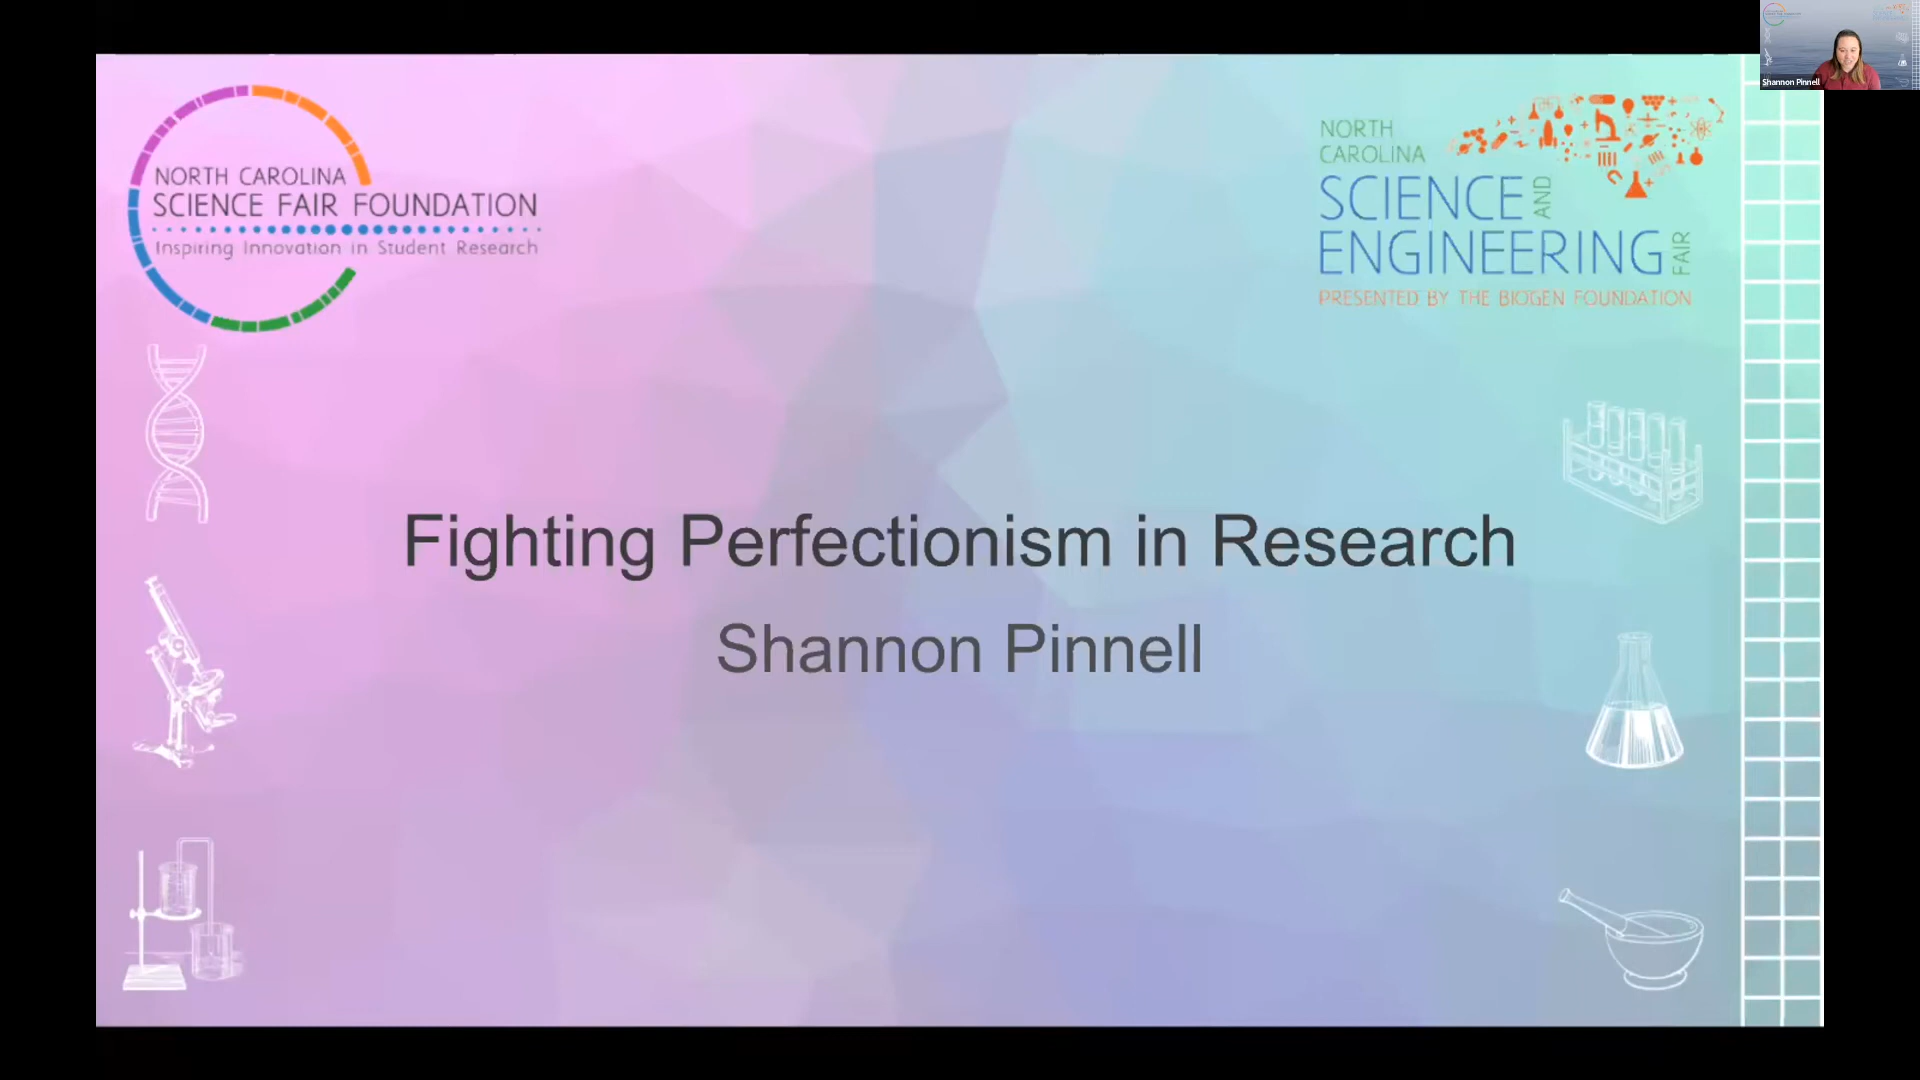 NORTH CAROLINA
SCIENCE FAIR FOUNDATION
Inspiring Innovation in Student Research
NORTH
CAROLINA
SCIENCE AND
ENGINEERING FAIR
PRESENTED BY THE BIOGEN FOUNDATION
Shannon Pinnell
Fighting Perfectionism in Research
Shannon Pinnell